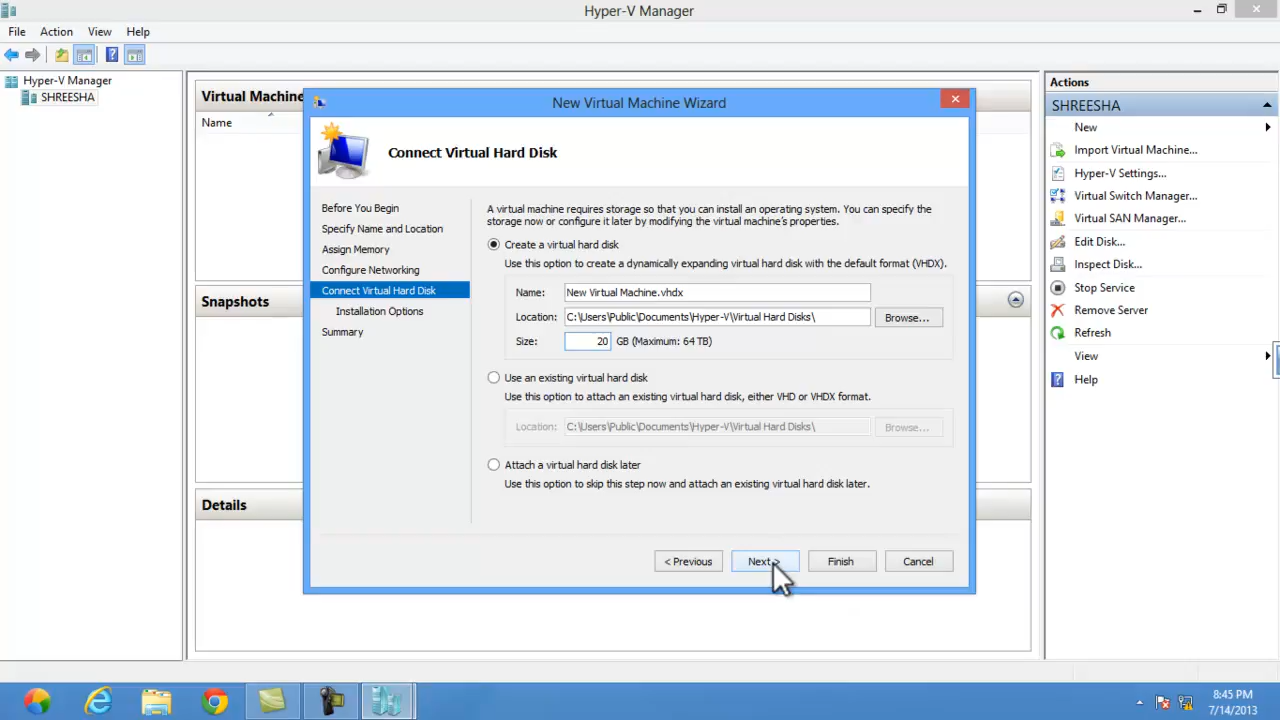 Hyper-V Manager
File Action View Help
Hyper-V Manager
SHREESHA
Virtual Machine
Name
Snapshots
Details
New Virtual Machine Wizard
Connect Virtual Hard Disk
Before You Begin
Specify Name and Location
Assign Memory
Configure Networking
Connect Virtual Hard Disk
Installation Options
Summary
A virtual machine requires storage so that you can install an operating system. You can specify the
storage now or configure it later by modifying the virtual machine's properties.
Create a virtual hard disk
Use this option to create a dynamically expanding virtual hard disk with the default format (VHDX).
Name: New Virtual Machine.vhdx
Location: C:\Users\Public\Documents\Hyper-V\Virtual Hard Disks\ Browse...
Size: 20 GB (Maximum: 64 TB)
Use an existing virtual hard disk
Use this option to attach an existing virtual hard disk, either VHD or VHDX format.
Location: C:\Users\Public\Documents\Hyper-V\Virtual Hard Disks\ Browse...
Attach a virtual hard disk later
Use this option to skip this step now and attach an existing virtual hard disk later.
< Previous Next > Finish Cancel
Actions
SHREESHA
New
Import Virtual Machine...
Hyper-V Settings...
Virtual Switch Manager...
Virtual SAN Manager...
Edit Disk...
Inspect Disk...
Stop Service
Remove Server
Refresh
View
Help
8:45 PM
7/14/2013